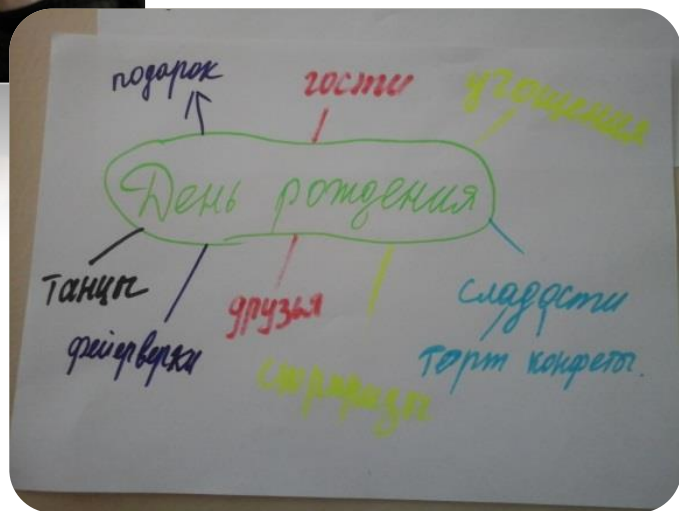 подарок
гости
угощения
День рождения
танцы
фейерверки
друзья
сюрпризы
сладости
торт конфеты.